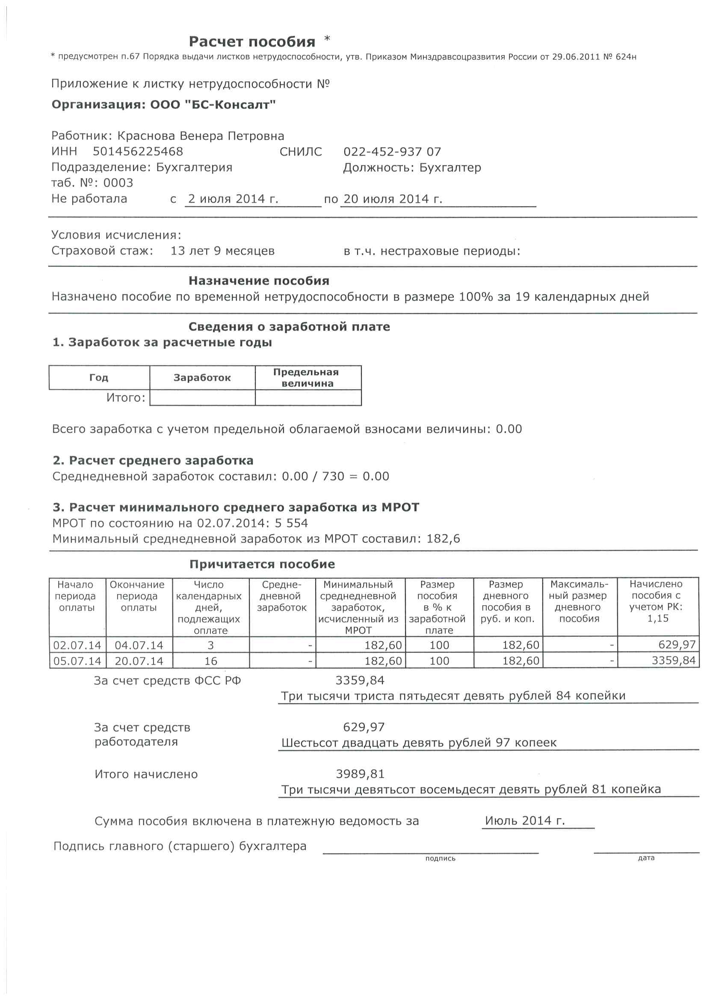 Расчет пособия *
* предусмотрен п.67 Порядка выдачи листков нетрудоспособности, утв. Приказом Минздравсоцразвития России от 29.06.2011 № 624н
Приложение к листку нетрудоспособности №
Организация: ООО "БС-Консалт"
Работник: Краснова Венера Петровна
ИНН 501456225468 СНИЛС 022-452-937 07
Подразделение: Бухгалтерия Должность: Бухгалтер
таб. №: 0003
Не работала с 2 июля 2014 г. по 20 июля 2014 г.
Условия исчисления:
Страховой стаж: 13 лет 9 месяцев в т.ч. нестраховые периоды:
Назначение пособия
Назначено пособие по временной нетрудоспособности в размере 100% за 19 календарных дней
Сведения о заработной плате
1. Заработок за расчетные годы
Год Заработок Предельная величина
Итого:
Всего заработка с учетом предельной облагаемой взносами величины: 0.00
2. Расчет среднего заработка
Среднедневной заработок составил: 0.00 / 730 = 0.00
3. Расчет минимального среднего заработка из МРОТ
МРОТ по состоянию на 02.07.2014: 5 554
Минимальный среднедневной заработок из МРОТ составил: 182,6
Причитается пособие
Начало Окончание Число Средне- Минимальный Размер Размер Максималь- Начислено
периода периода календарных дневной среднедневной пособия дневного ный размер пособия с
оплаты оплаты дней, заработок заработок, в % к пособия в дневного учетом РК:
подлежащих исчисленный из заработной руб. и коп. пособия 1,15
оплате МРОТ плате
02.07.14 04.07.14 3 - 182,60 100 182,60 - 629,97
05.07.14 20.07.14 16 - 182,60 100 182,60 - 3359,84
За счет средств ФСС РФ 3359,84
Три тысячи триста пятьдесят девять рублей 84 копейки
За счет средств 629,97
работодателя Шестьсот двадцать девять рублей 97 копеек
Итого начислено 3989,81
Три тысячи девятьсот восемьдесят девять рублей 81 копейка
Сумма пособия включена в платежную ведомость за Июль 2014 г.
Подпись главного (старшего) бухгалтера
подпись дата